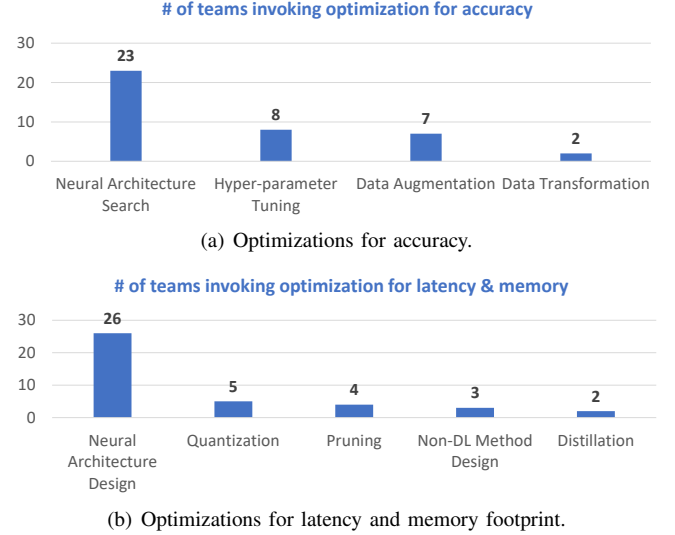 # of teams invoking optimization for accuracy
30
23
20
10
8
7
2
0
Neural Architecture Search
Hyper-parameter Tuning
Data Augmentation
Data Transformation
(a) Optimizations for accuracy.
# of teams invoking optimization for latency & memory
30
26
20
10
5
4
3
2
0
Neural Architecture Design
Quantization
Pruning
Non-DL Method Design
Distillation
(b) Optimizations for latency and memory footprint.